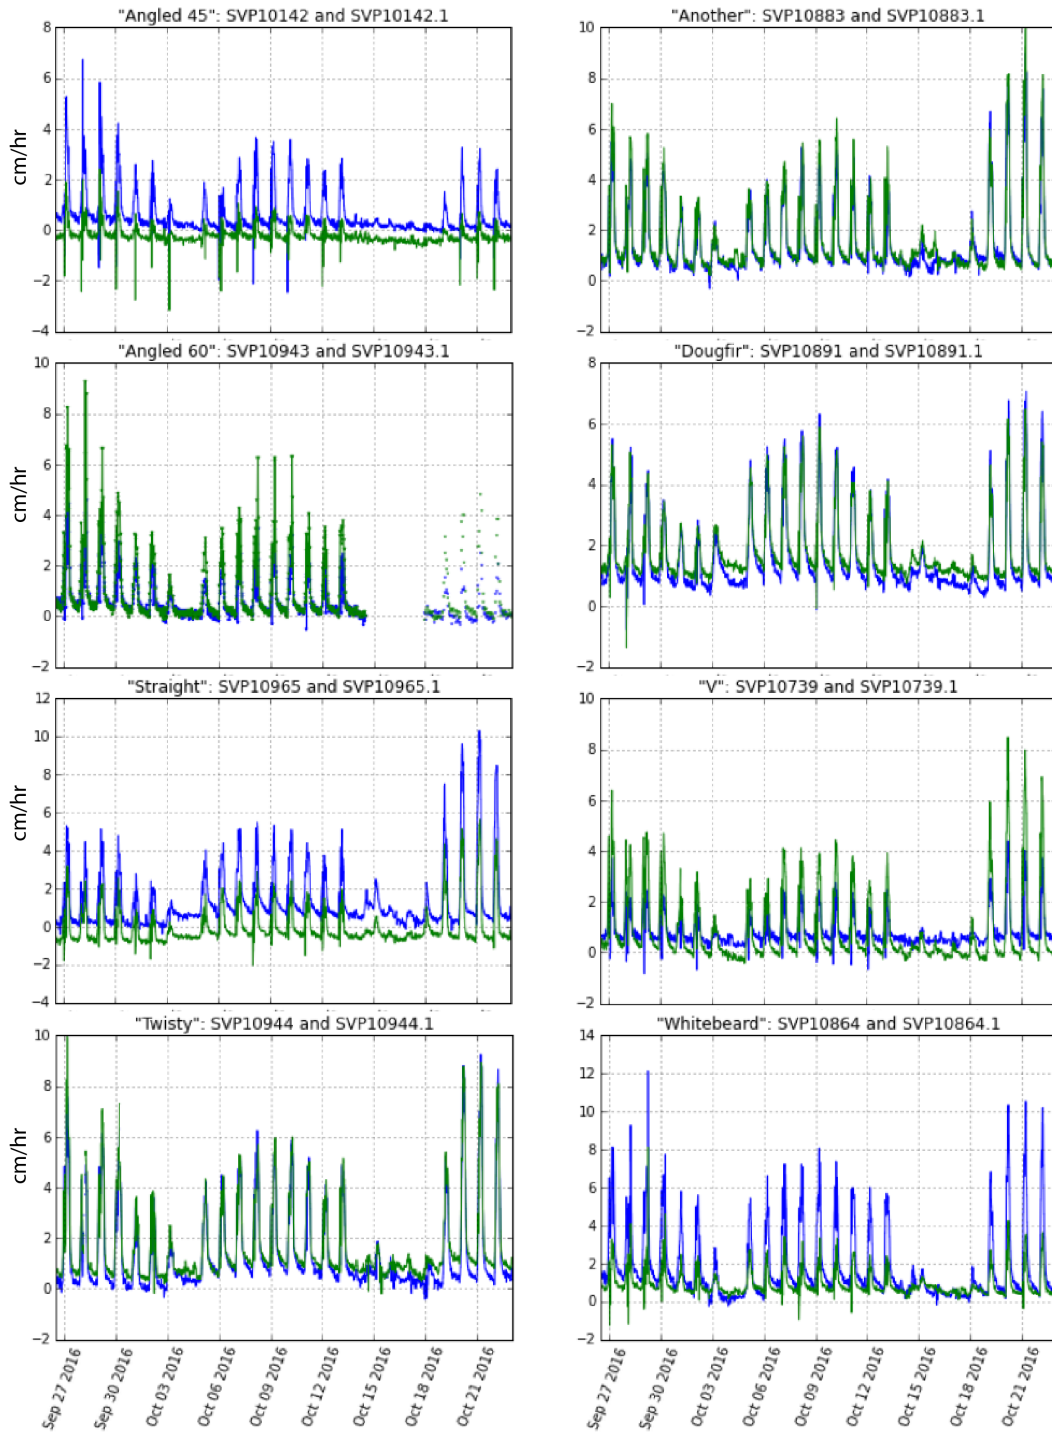 "Angled 45": SVP10142 and SVP10142.1
8
6
4
2
0
−2
−4
cm/hr
"Another": SVP10883 and SVP10883.1
10
8
6
4
2
0
−2
"Angled 60": SVP10943 and SVP10943.1
10
8
6
4
2
0
−2
cm/hr
"Dougfir": SVP10891 and SVP10891.1
8
6
4
2
0
−2
"Straight": SVP10965 and SVP10965.1
12
10
8
6
4
2
0
−2
−4
cm/hr
"V": SVP10739 and SVP10739.1
10
8
6
4
2
0
−2
"Twisty": SVP10944 and SVP10944.1
10
8
6
4
2
0
−2
cm/hr
Sep 27 2016
Sep 30 2016
Oct 03 2016
Oct 06 2016
Oct 09 2016
Oct 12 2016
Oct 15 2016
Oct 18 2016
Oct 21 2016
"Whitebeard": SVP10864 and SVP10864.1
14
12
10
8
6
4
2
0
−2
Sep 27 2016
Sep 30 2016
Oct 03 2016
Oct 06 2016
Oct 09 2016
Oct 12 2016
Oct 15 2016
Oct 18 2016
Oct 21 2016